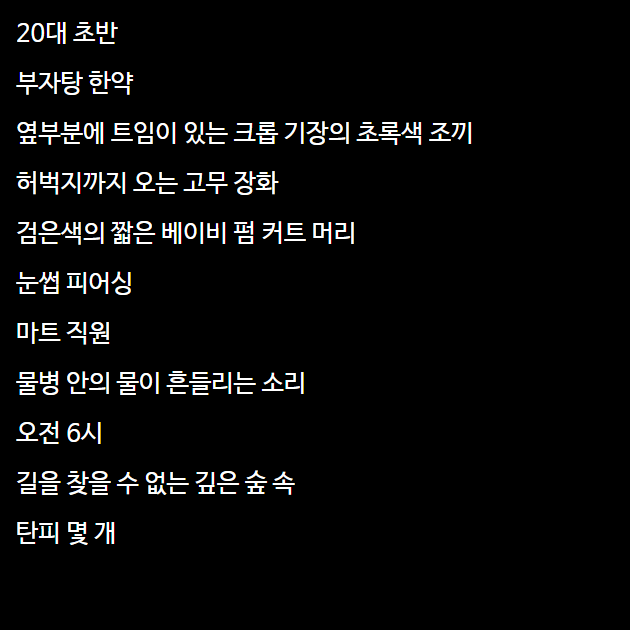 20대 초반
부자탕 한약
옆부분에 트임이 있는 크롭 기장의 초록색 조끼
허벅지까지 오는 고무 장화
검은색의 짧은 베이비 펌 커트 머리
눈썹 피어싱
마트 직원
물병 안의 물이 흔들리는 소리
오전 6시
길을 찾을 수 없는 깊은 숲 속
탄피 몇 개